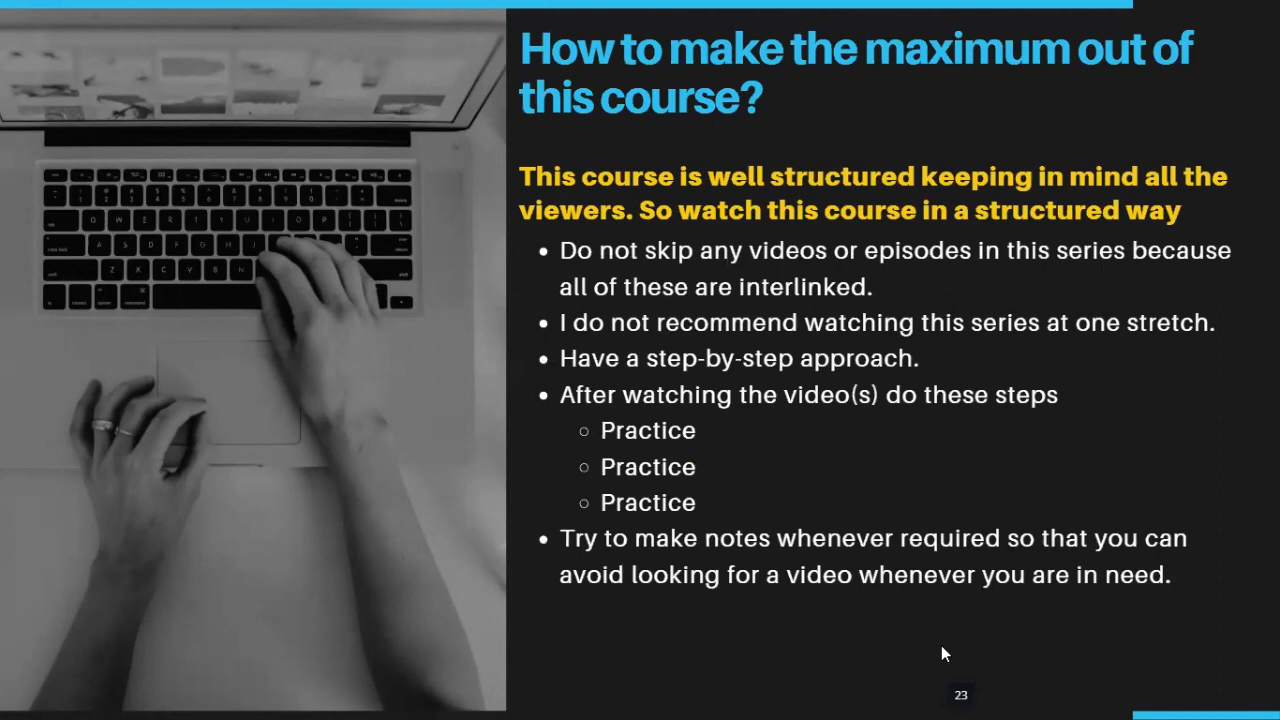 How to make the maximum out of
this course?
This course is well structured keeping in mind all the
viewers. So watch this course in a structured way
• Do not skip any videos or episodes in this series because
all of these are interlinked.
• I do not recommend watching this series at one stretch.
• Have a step-by-step approach.
• After watching the video(s) do these steps
○ Practice
○ Practice
○ Practice
• Try to make notes whenever required so that you can
avoid looking for a video whenever you are in need.
23